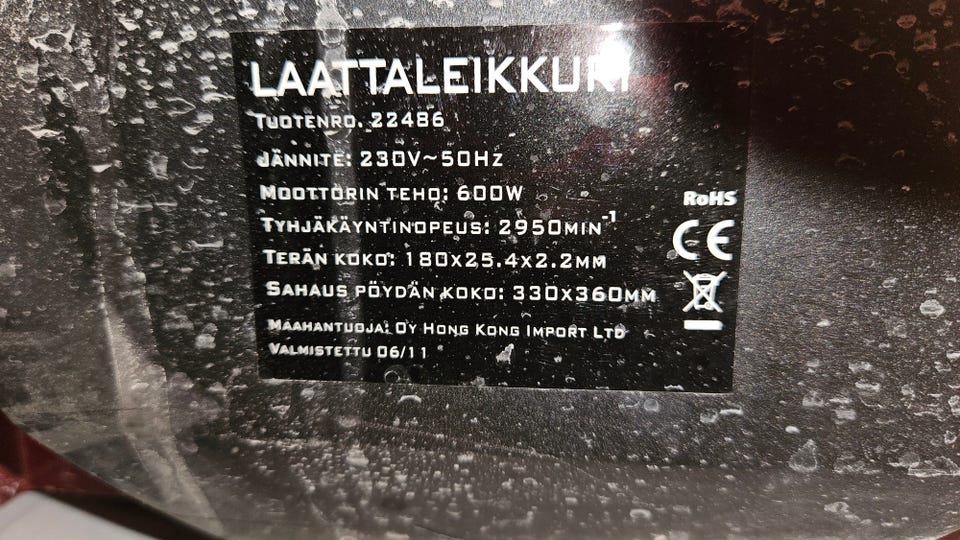 LAATTALEIKKURI
TUOTENRO. 22486
JÄNNITE: 230V~50HZ
MOOTTORIN TEHO: 600W
TYHJÄKÄYNTINOPEUS: 2950MIN⁻¹
TERÄN KOKO: 180X25.4X2.2MM
SAHAUS PÖYDÄN KOKO: 330X360MM
MAAHANTUOJA: OY HONG KONG IMPORT LTD
VALMISTETTU 06/11
RoHS
CE